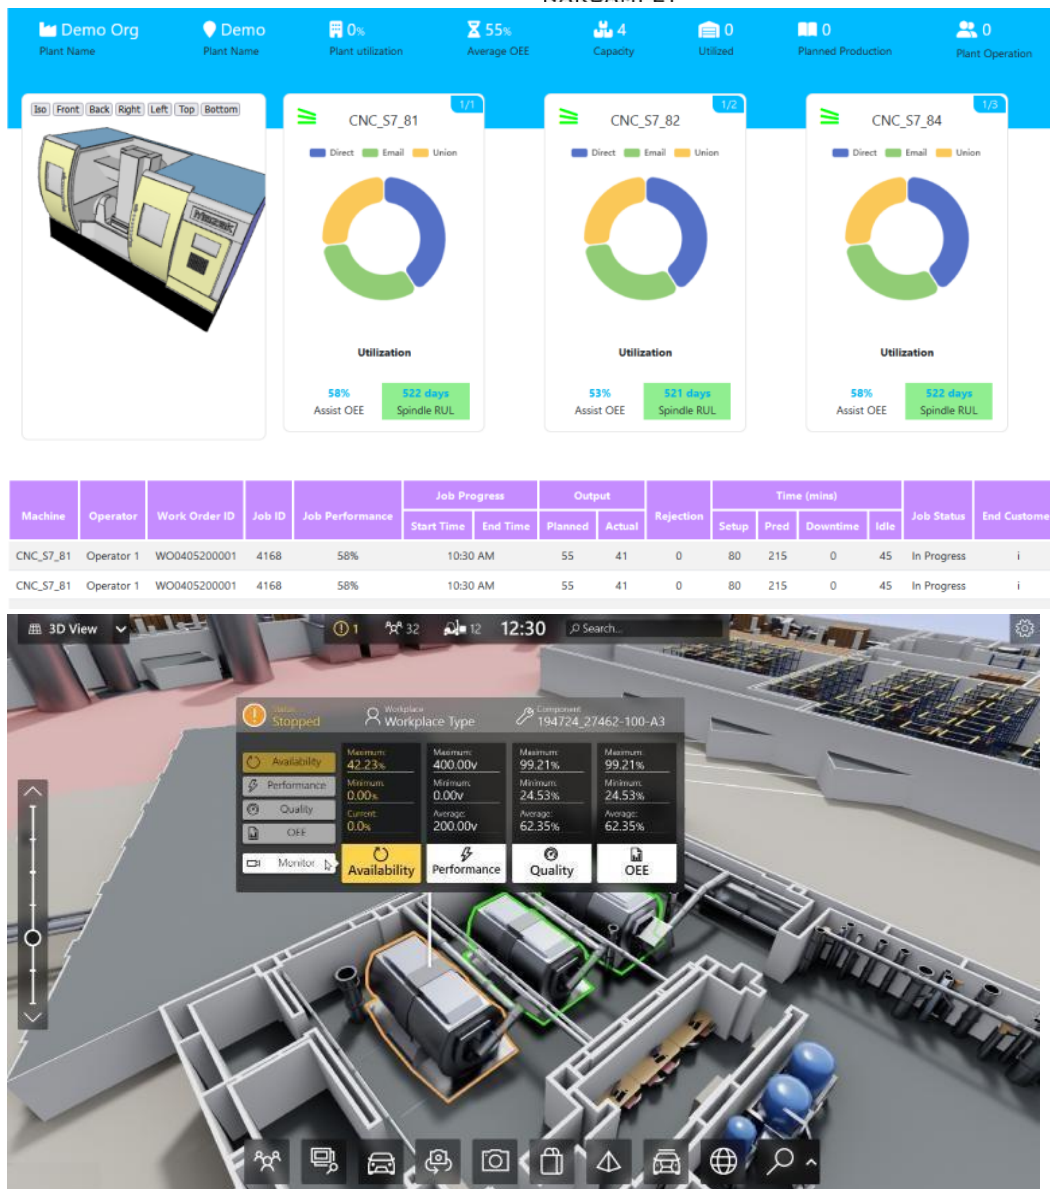 Demo Org
Demo
0%
55%
4
0
0
0
Plant Name
Plant Name
Plant utilization
Average OEE
Capacity
Utilized
Planned Production
Plant Operation
Iso Front Back Right Left Top Bottom
1/1
CNC_S7_81
Direct Email Union
Utilization
58%
Assist OEE
522 days
Spindle RUL
1/2
CNC_S7_82
Direct Email Union
Utilization
53%
Assist OEE
521 days
Spindle RUL
1/3
CNC_S7_84
Direct Email Union
Utilization
58%
Assist OEE
522 days
Spindle RUL
Job Progress Output Time (mins)
Machine Operator Work Order ID Job ID Job Performance Rejection Job Status End Custome
Start Time End Time Planned Actual Setup Pred Downtime Idle
CNC_S7_81 Operator 1 WO0405200001 4168 58% 10:30 AM 55 41 0 80 215 0 45 In Progress i
CNC_S7_81 Operator 1 WO0405200001 4168 58% 10:30 AM 55 41 0 80 215 0 45 In Progress i
3D View 1 32 12 12:30 Search...
Status
Stopped
Workplace
Workplace Type
Component
194724_27462-100-A3
Availability
Performance
Quality
OEE
Monitor
Maximum:
42.23%
Minimum:
0.00%
Current:
0.0%
Availability
Maximum:
400.00v
Minimum:
0.00v
Average:
200.00v
Performance
Maximum:
99.21%
Minimum:
24.53%
Average:
62.35%
Quality
Maximum:
99.21%
Minimum:
24.53%
Average:
62.35%
OEE